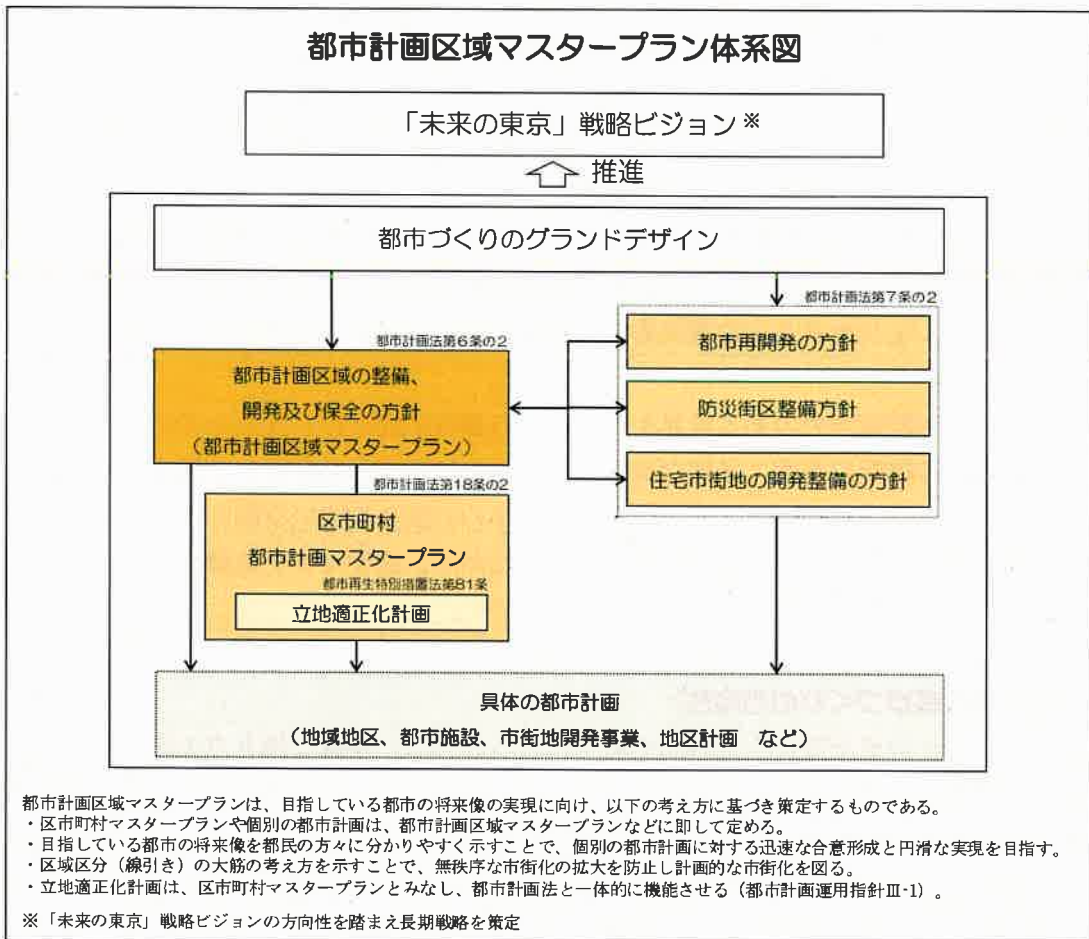 都市計画区域マスタープラン体系図
「未来の東京」戦略ビジョン※
推進
都市づくりのグランドデザイン
都市計画法第7条の2
都市計画法第6条の2
都市計画区域の整備、
開発及び保全の方針
（都市計画区域マスタープラン）
都市再開発の方針
防災街区整備方針
住宅市街地の開発整備の方針
都市計画法第18条の2
区市町村
都市計画マスタープラン
都市再生特別措置法第81条
立地適正化計画
具体の都市計画
（地域地区、都市施設、市街地開発事業、地区計画　など）
都市計画区域マスタープランは、目指している都市の将来像の実現に向け、以下の考え方に基づき策定するものである。
・区市町村マスタープランや個別の都市計画は、都市計画区域マスタープランなどに即して定める。
・目指している都市の将来像を都民の方々に分かりやすく示すことで、個別の都市計画に対する迅速な合意形成と円滑な実現を目指す。
・区域区分（線引き）の大筋の考え方を示すことで、無秩序な市街化の拡大を防止し計画的な市街化を図る。
・立地適正化計画は、区市町村マスタープランとみなし、都市計画法と一体的に機能させる（都市計画運用指針Ⅲ-1）。
※「未来の東京」戦略ビジョンの方向性を踏まえ長期戦略を策定